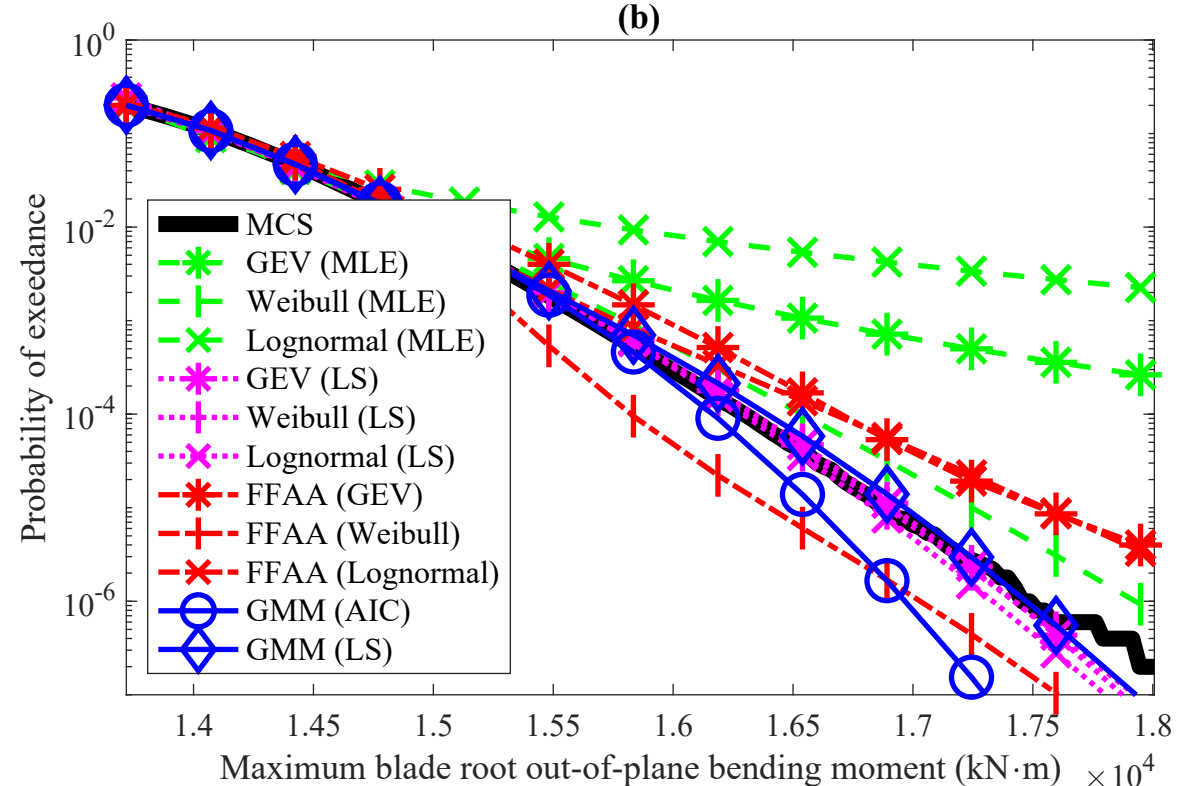 (b)
10^0
10^-2
10^-4
10^-6
Probability of exeedance
MCS
GEV (MLE)
Weibull (MLE)
Lognormal (MLE)
GEV (LS)
Weibull (LS)
Lognormal (LS)
FFAA (GEV)
FFAA (Weibull)
FFAA (Lognormal)
GMM (AIC)
GMM (LS)
1.4 1.45 1.5 1.55 1.6 1.65 1.7 1.75 1.8
Maximum blade root out-of-plane bending moment (kN·m) ×10^4